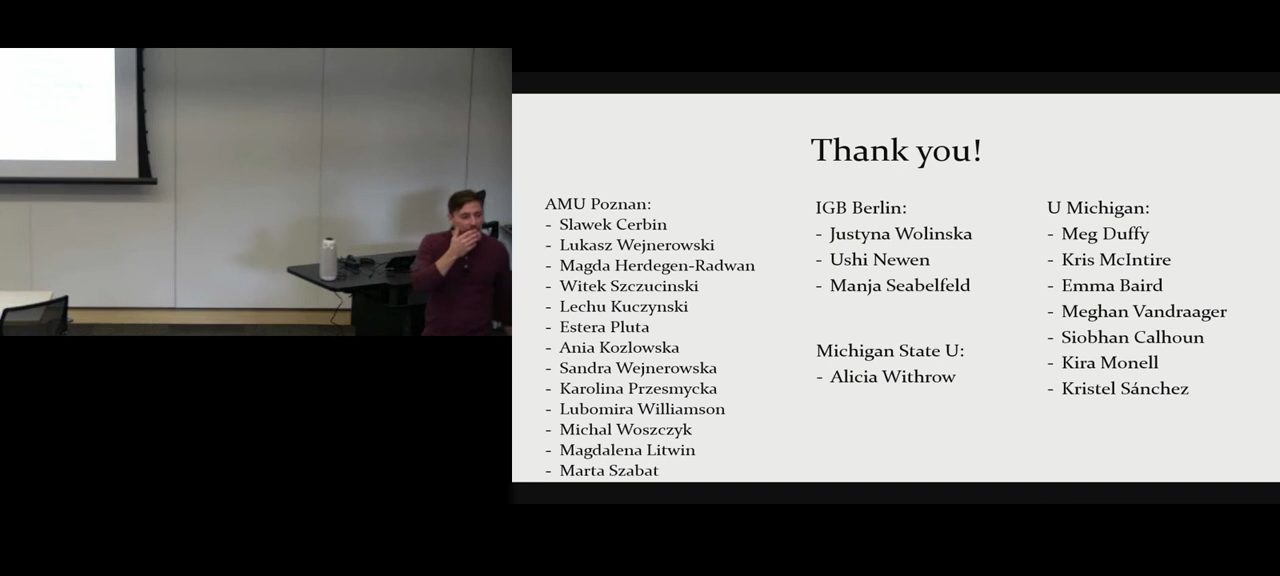 Thank you!
AMU Poznan:
- Slawek Cerbin
- Lukasz Wejnerowski
- Magda Herdegen-Radwan
- Witek Szczucinski
- Lechu Kuczynski
- Estera Pluta
- Ania Kozlowska
- Sandra Wejnerowska
- Karolina Przesmycka
- Lubomira Williamson
- Michal Woszczyk
- Magdalena Litwin
- Marta Szabat
IGB Berlin:
- Justyna Wolinska
- Ushi Newen
- Manja Seabelfeld
Michigan State U:
- Alicia Withrow
U Michigan:
- Meg Duffy
- Kris McIntire
- Emma Baird
- Meghan Vandraager
- Siobhan Calhoun
- Kira Monell
- Kristel Sánchez